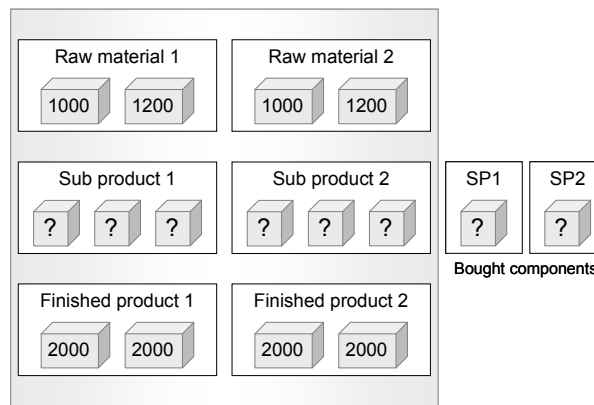 Raw material 1
Raw material 2
1000 1200
1000 1200
Sub product 1
Sub product 2
SP1
SP2
? ? ?
? ? ?
?
?
Bought components
Finished product 1
Finished product 2
2000 2000
2000 2000